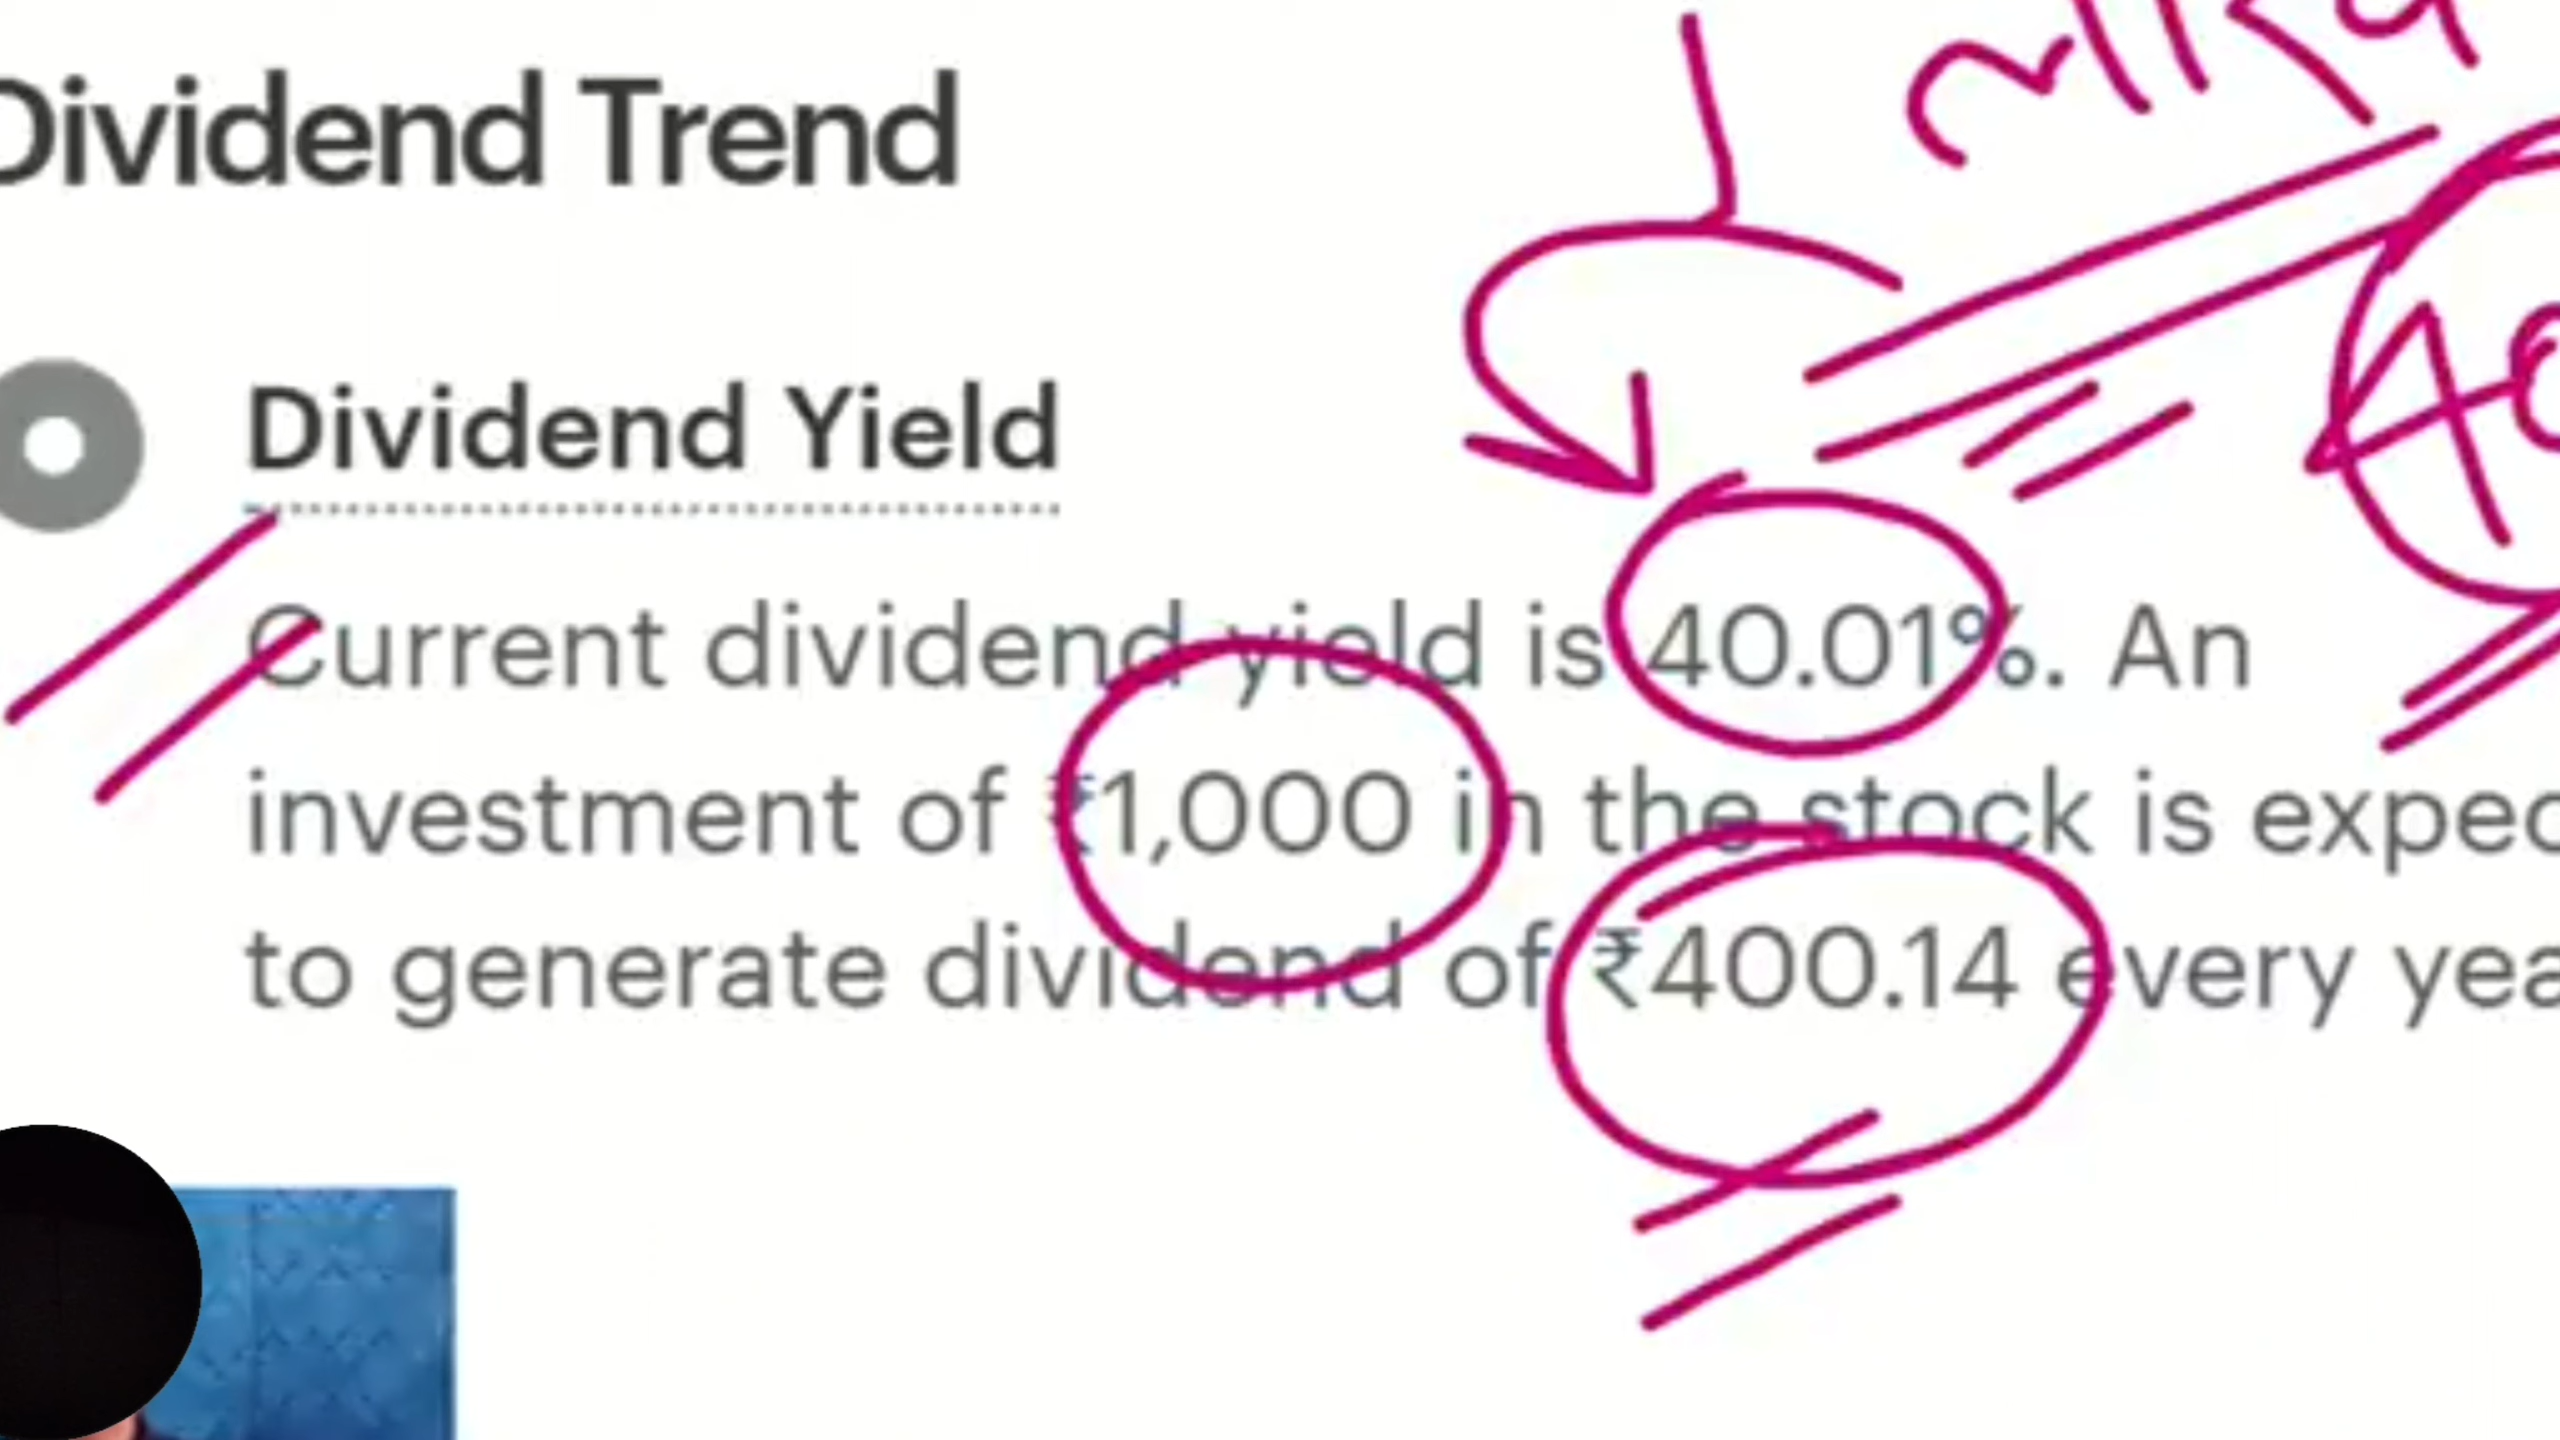 Dividend Trend
Dividend Yield
Current dividend yield is 40.01%. An
investment of ₹1,000 in the stock is expec
to generate dividend of ₹400.14 every yea